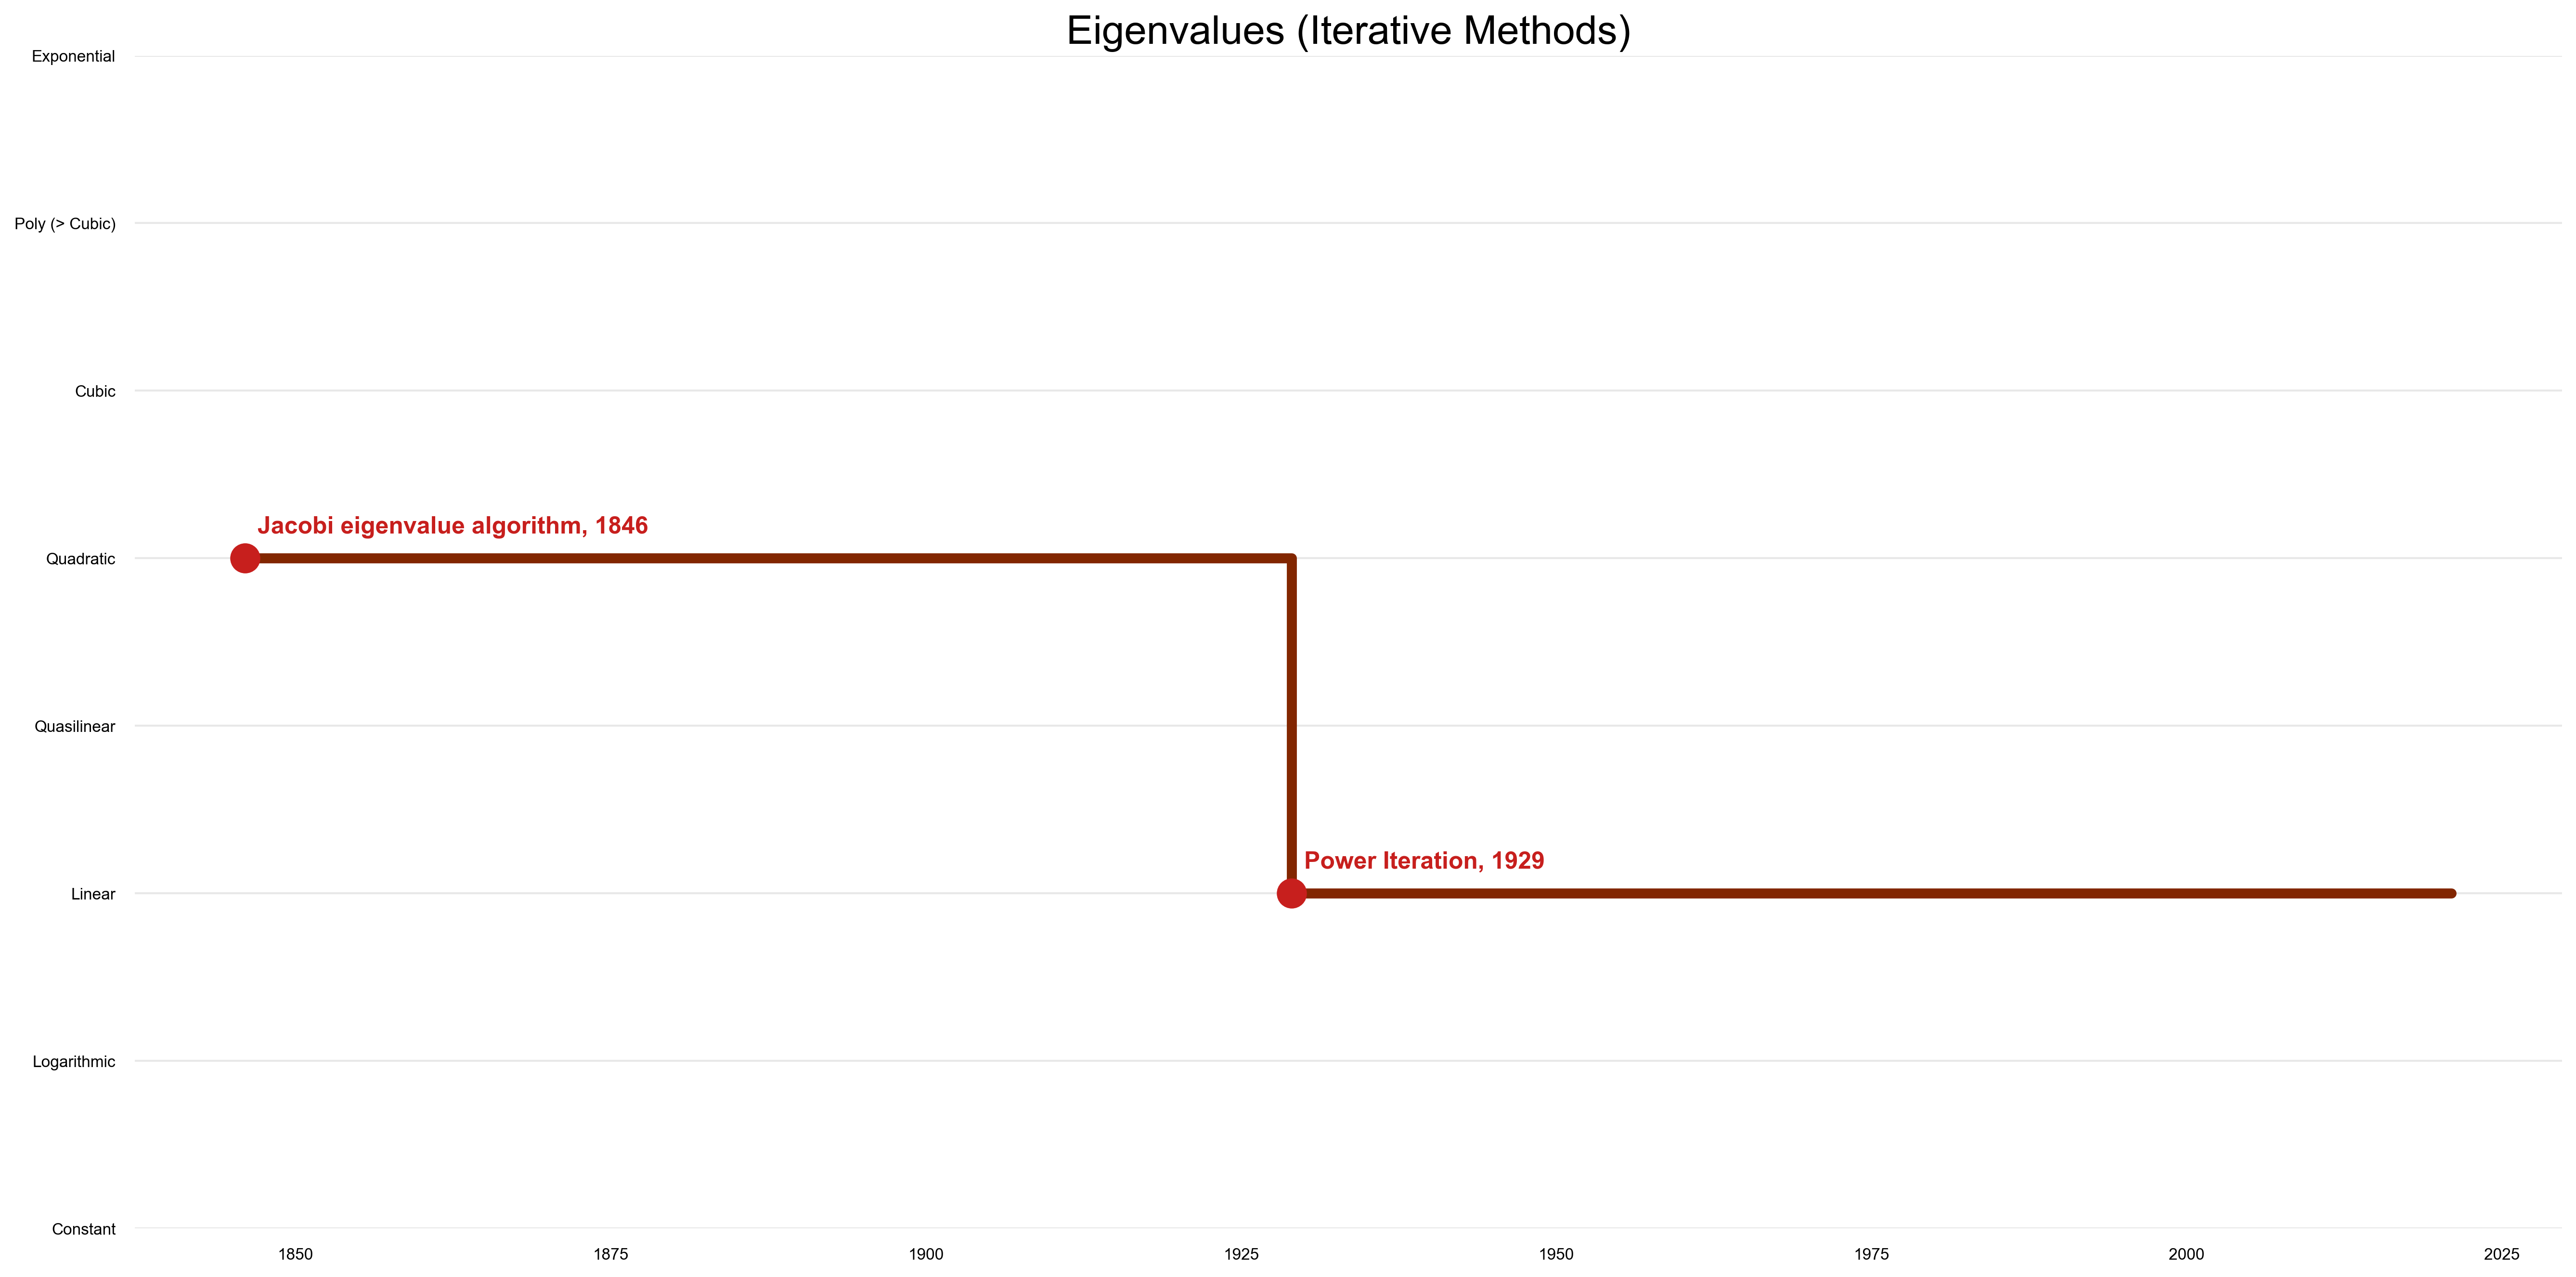 Eigenvalues (Iterative Methods)
Exponential
Poly (> Cubic)
Cubic
Jacobi eigenvalue algorithm, 1846
Quadratic
Quasilinear
Power Iteration, 1929
Linear
Logarithmic
Constant
1850 1875 1900 1925 1950 1975 2000 2025